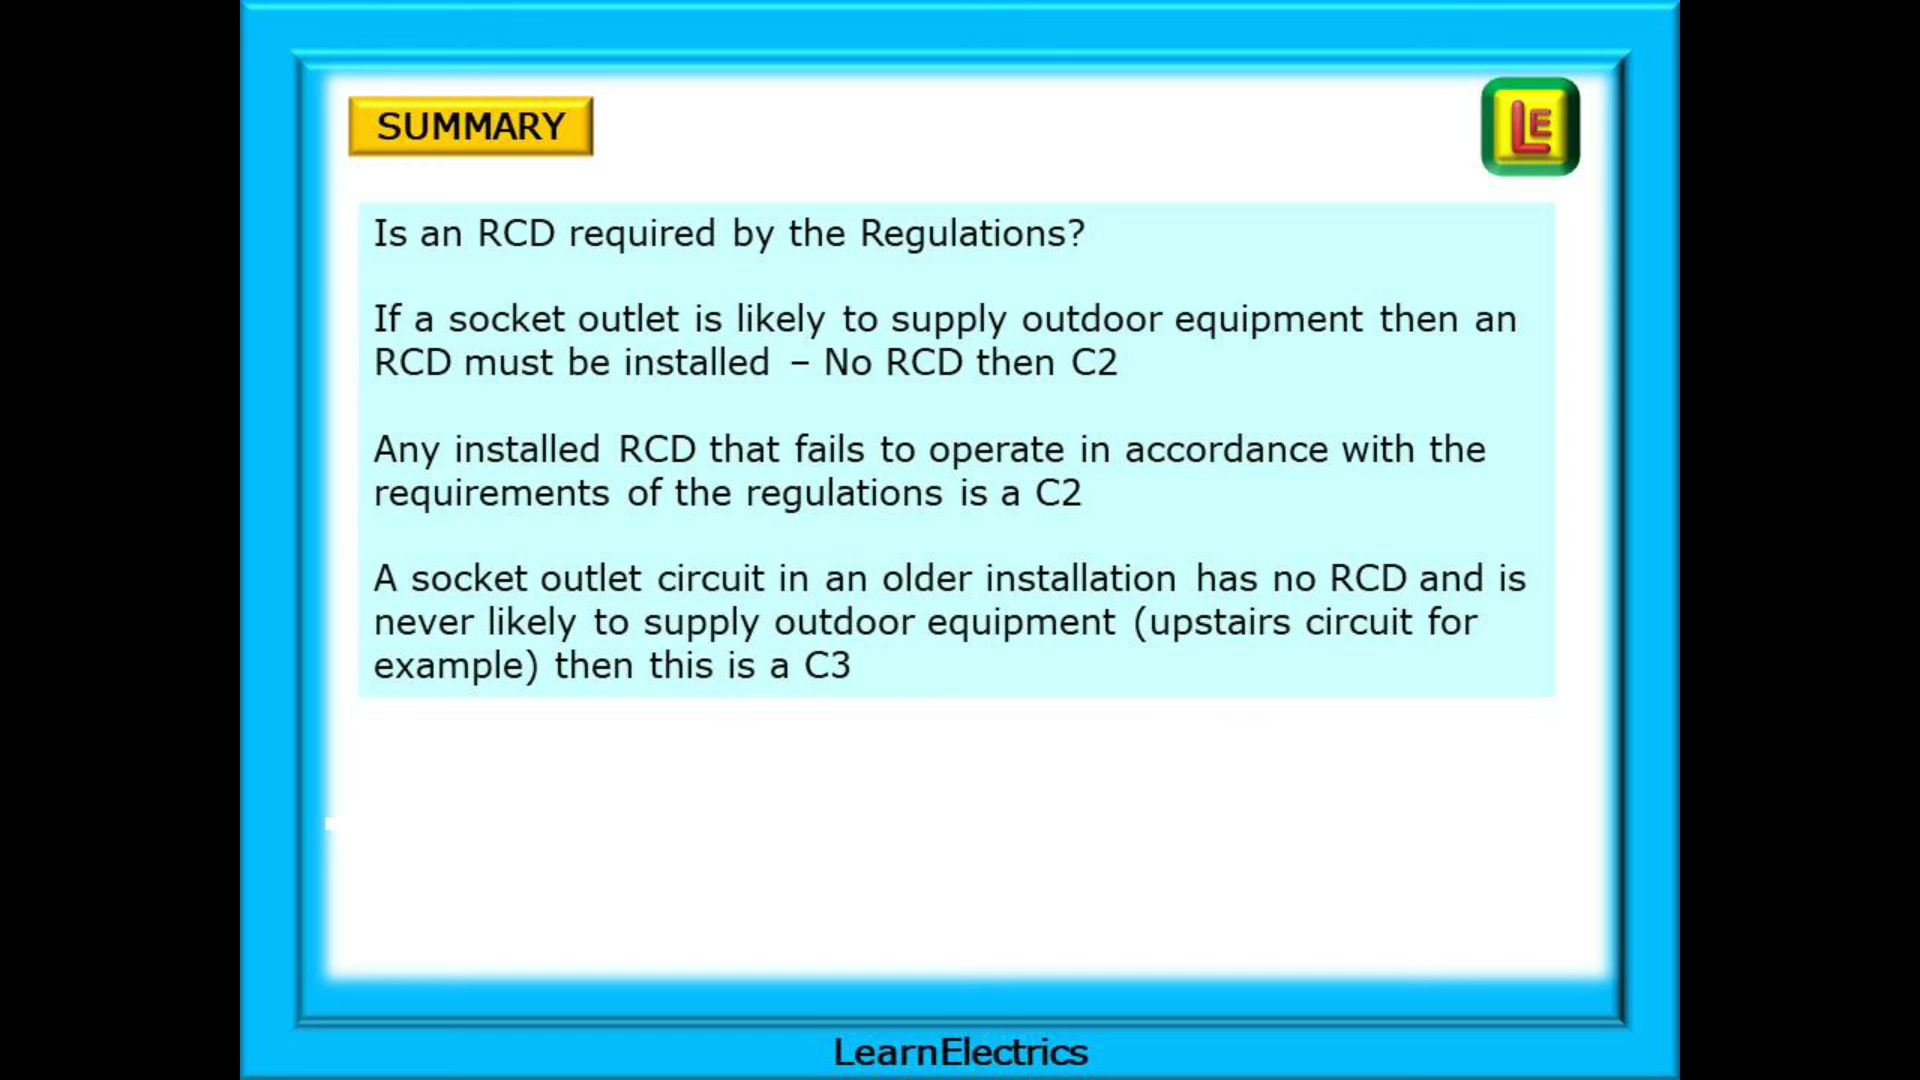 SUMMARY
LE
Is an RCD required by the Regulations?
If a socket outlet is likely to supply outdoor equipment then an
RCD must be installed – No RCD then C2
Any installed RCD that fails to operate in accordance with the
requirements of the regulations is a C2
A socket outlet circuit in an older installation has no RCD and is
never likely to supply outdoor equipment (upstairs circuit for
example) then this is a C3
LearnElectrics